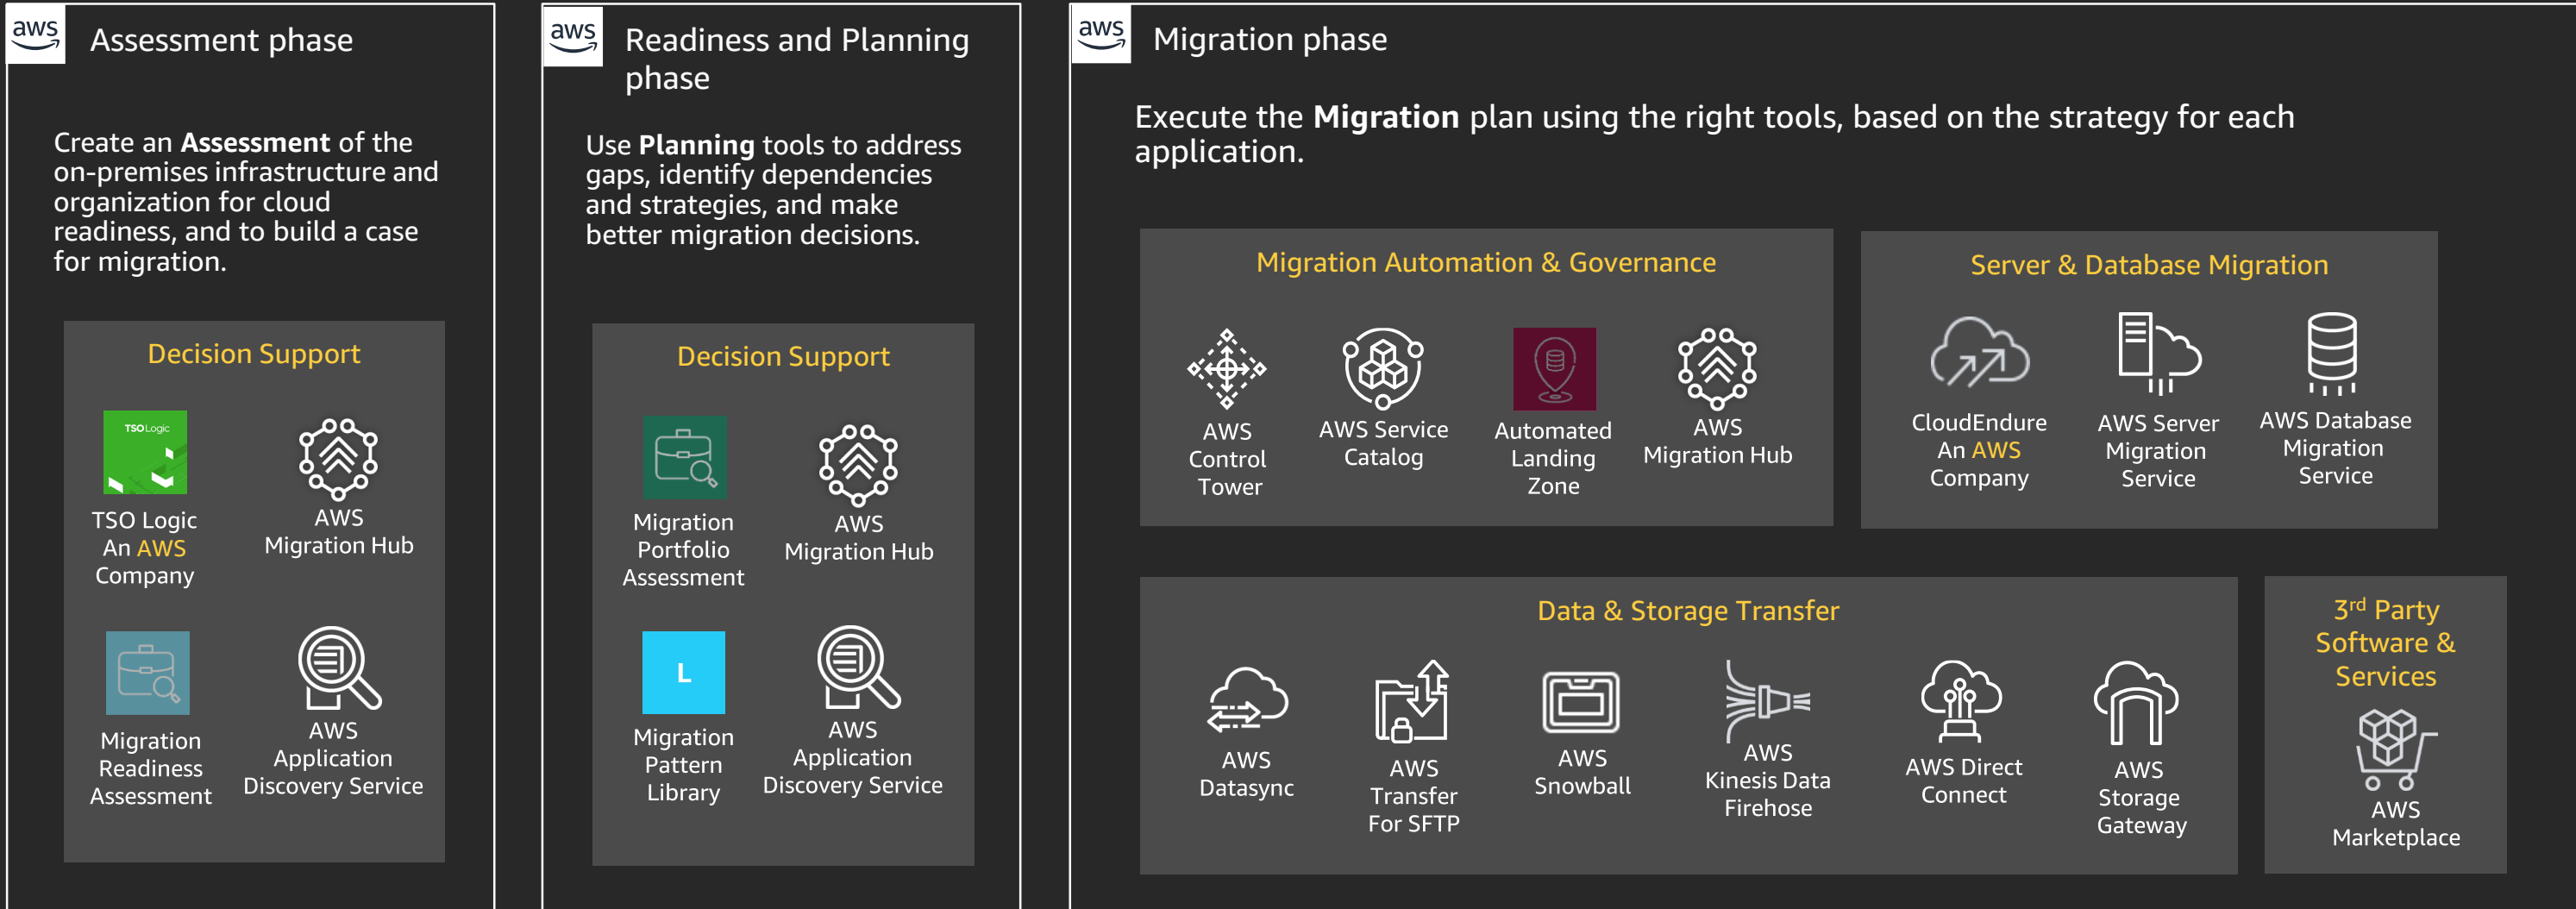 aws
Assessment phase
Create an Assessment of the
on-premises infrastructure and
organization for cloud
readiness, and to build a case
for migration.
Decision Support
TSO Logic
TSO Logic
An AWS
Company
AWS
Migration Hub
Migration
Readiness
Assessment
AWS
Application
Discovery Service
aws
Readiness and Planning
phase
Use Planning tools to address
gaps, identify dependencies
and strategies, and make
better migration decisions.
Decision Support
Migration
Portfolio
Assessment
AWS
Migration Hub
L
Migration
Pattern
Library
AWS
Application
Discovery Service
aws
Migration phase
Execute the Migration plan using the right tools, based on the strategy for each
application.
Migration Automation & Governance
AWS
Control
Tower
AWS Service
Catalog
Automated
Landing
Zone
AWS
Migration Hub
Server & Database Migration
CloudEndure
An AWS
Company
AWS Server
Migration
Service
AWS Database
Migration
Service
Data & Storage Transfer
AWS
Datasync
AWS
Transfer
For SFTP
AWS
Snowball
AWS
Kinesis Data
Firehose
AWS Direct
Connect
AWS
Storage
Gateway
3rd Party
Software &
Services
AWS
Marketplace